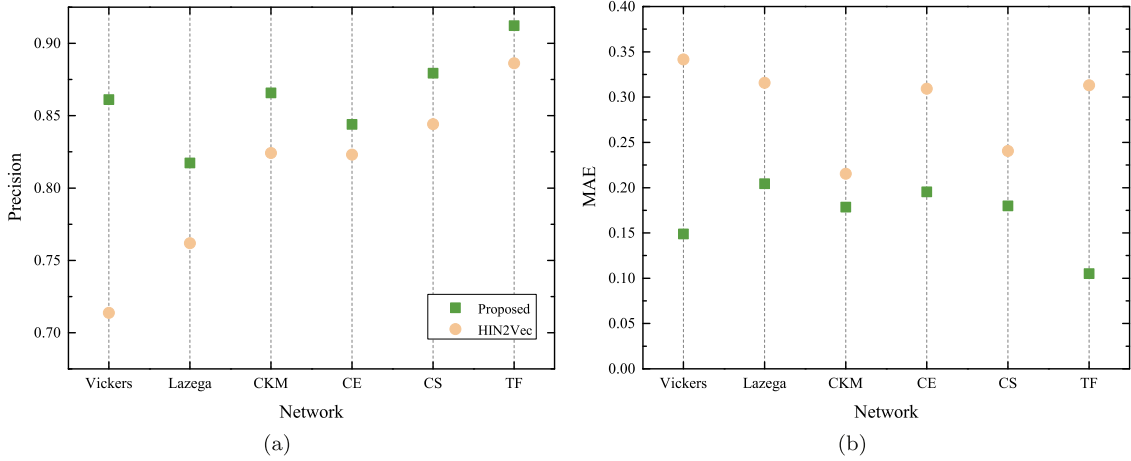 0.90
0.85
0.80
0.75
0.70
Precision
Proposed
HIN2Vec
Vickers Lazega CKM CE CS TF
Network
(a)
0.40
0.35
0.30
0.25
0.20
0.15
0.10
0.05
0.00
MAE
Vickers Lazega CKM CE CS TF
Network
(b)